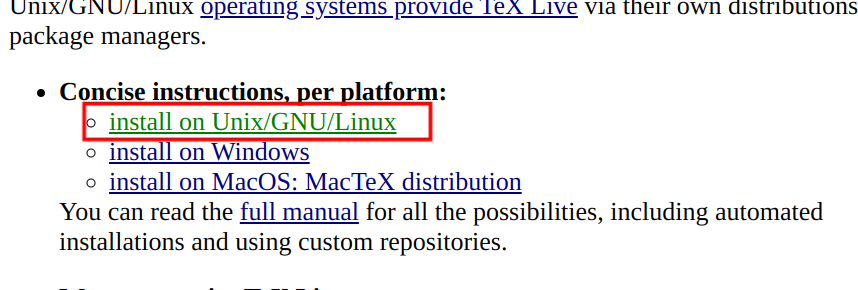 Unix/GNU/Linux operating systems provide TeX Live via their own distributions
package managers.
Concise instructions, per platform:
install on Unix/GNU/Linux
install on Windows
install on MacOS: MacTeX distribution
You can read the full manual for all the possibilities, including automated
installations and using custom repositories.